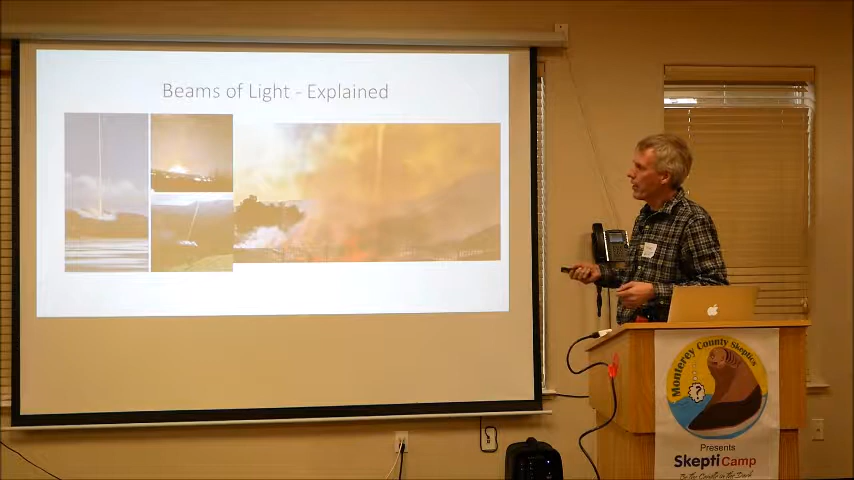 Beams of Light - Explained
Monterey County Skeptics
?
Presents
SkeptiCamp